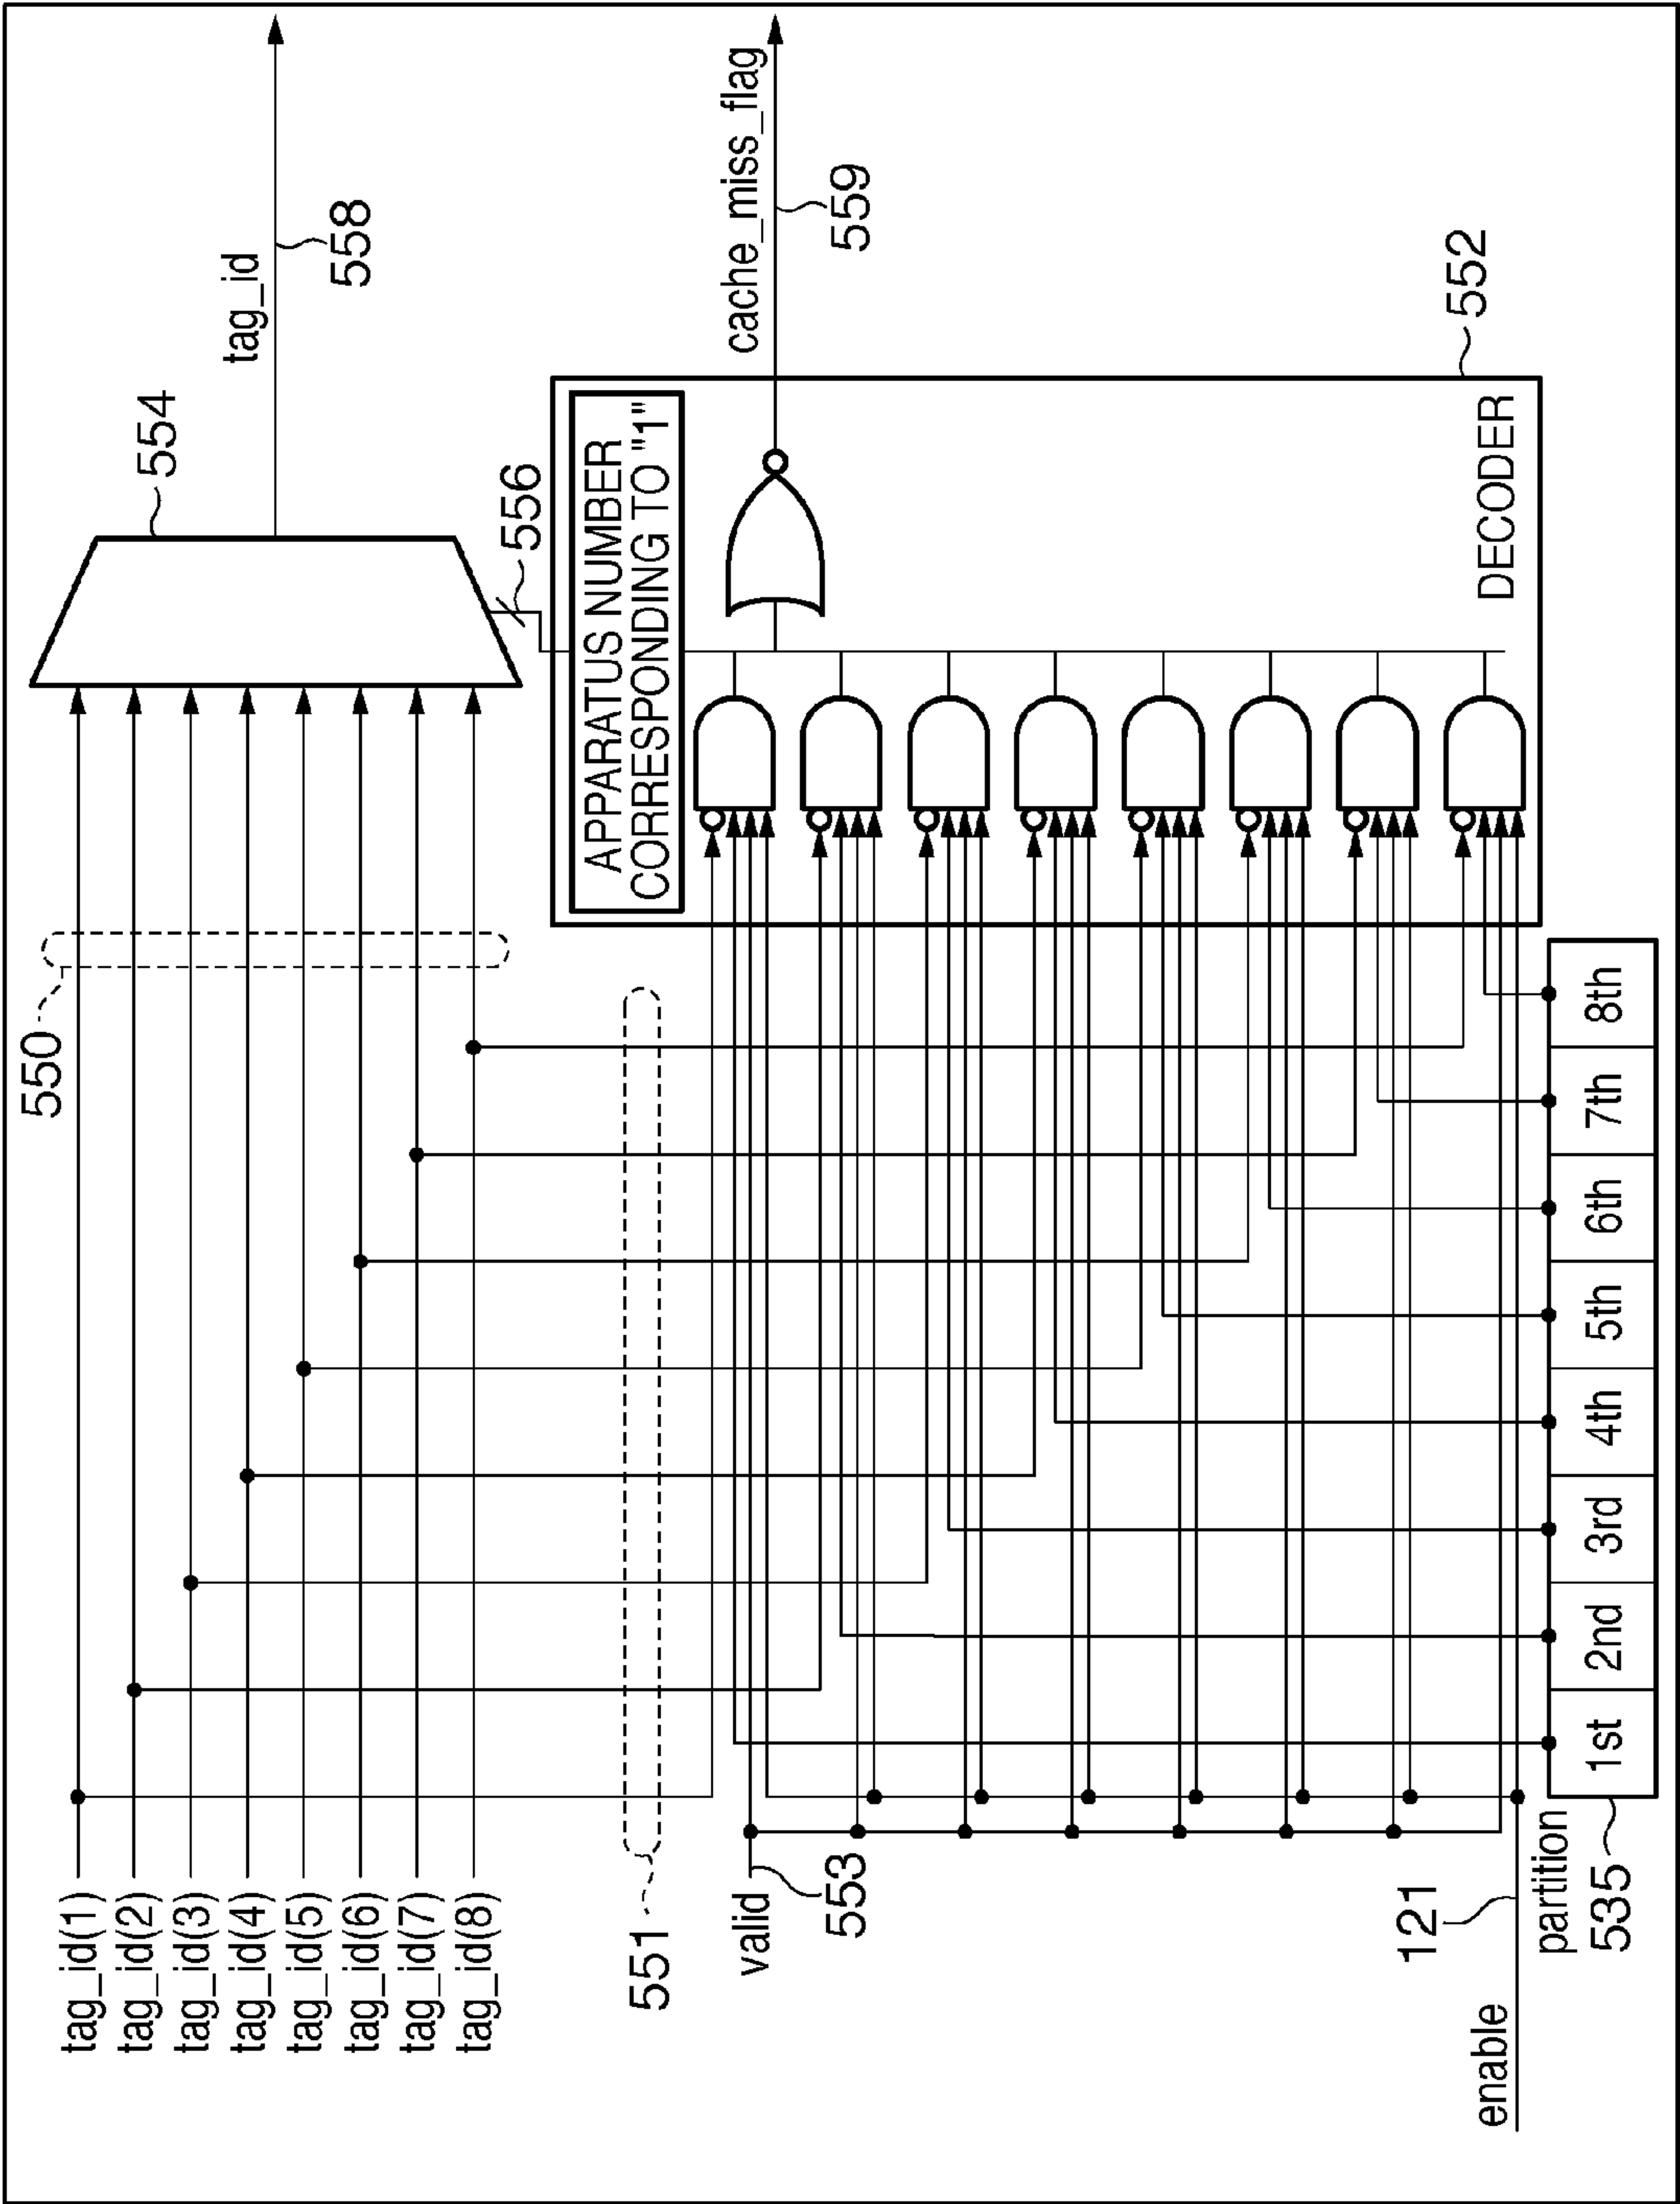 550
tag_id(1)
tag_id(2)
tag_id(3)
tag_id(4)
tag_id(5)
tag_id(6)
tag_id(7)
tag_id(8)
554
tag_id
558
556
551
APPARATUS NUMBER
CORRESPONDING TO "1"
valid
553
cache_miss_flag
559
DECODER
552
enable
121
partition
535
1st
2nd
3rd
4th
5th
6th
7th
8th